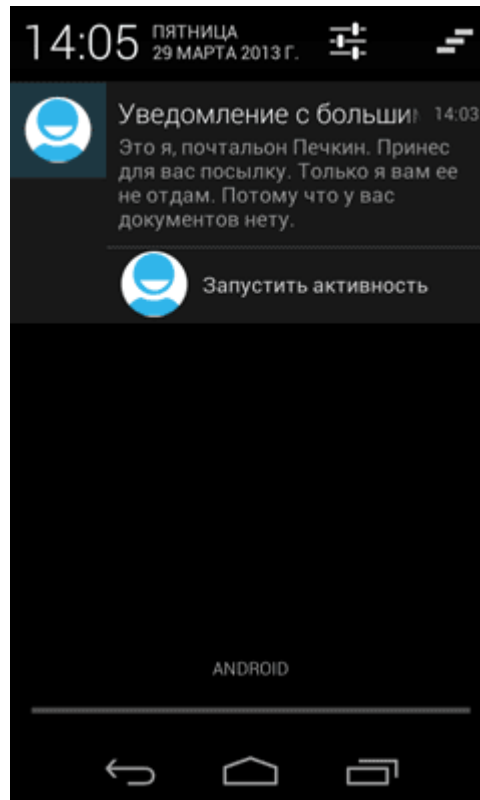 14:05 ПЯТНИЦА
29 МАРТА 2013 Г.
Уведомление с больши 14:03
Это я, почтальон Печкин. Принес
для вас посылку. Только я вам ее
не отдам. Потому что у вас
документов нету.
Запустить активность
ANDROID